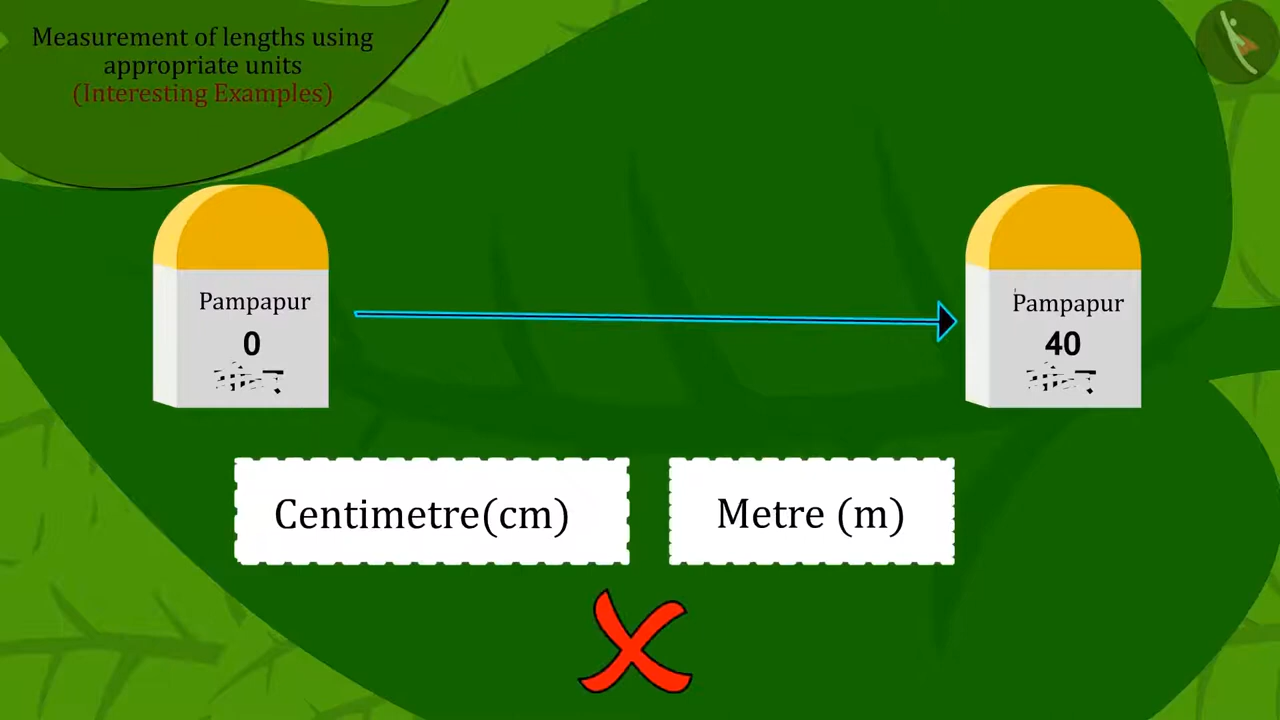 Measurement of lengths using
appropriate units
(Interesting Examples)
Pampapur
0
Pampapur
40
Centimetre(cm)
Metre (m)